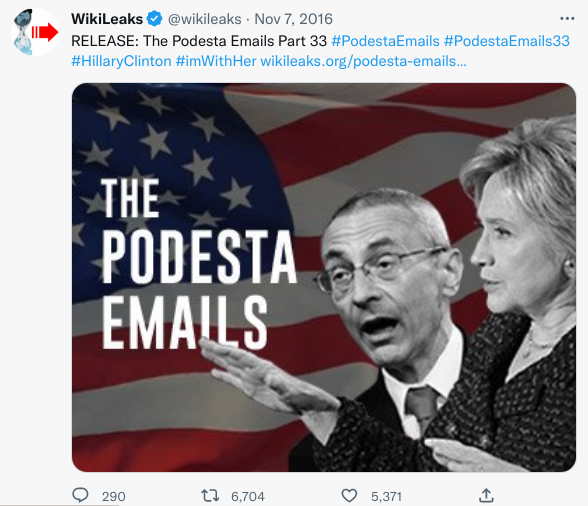 WikiLeaks @wikileaks · Nov 7, 2016
RELEASE: The Podesta Emails Part 33 #PodestaEmails #PodestaEmails33
#HillaryClinton #imWithHer wikileaks.org/podesta-emails...
THE
PODESTA
EMAILS
290 6,704 5,371